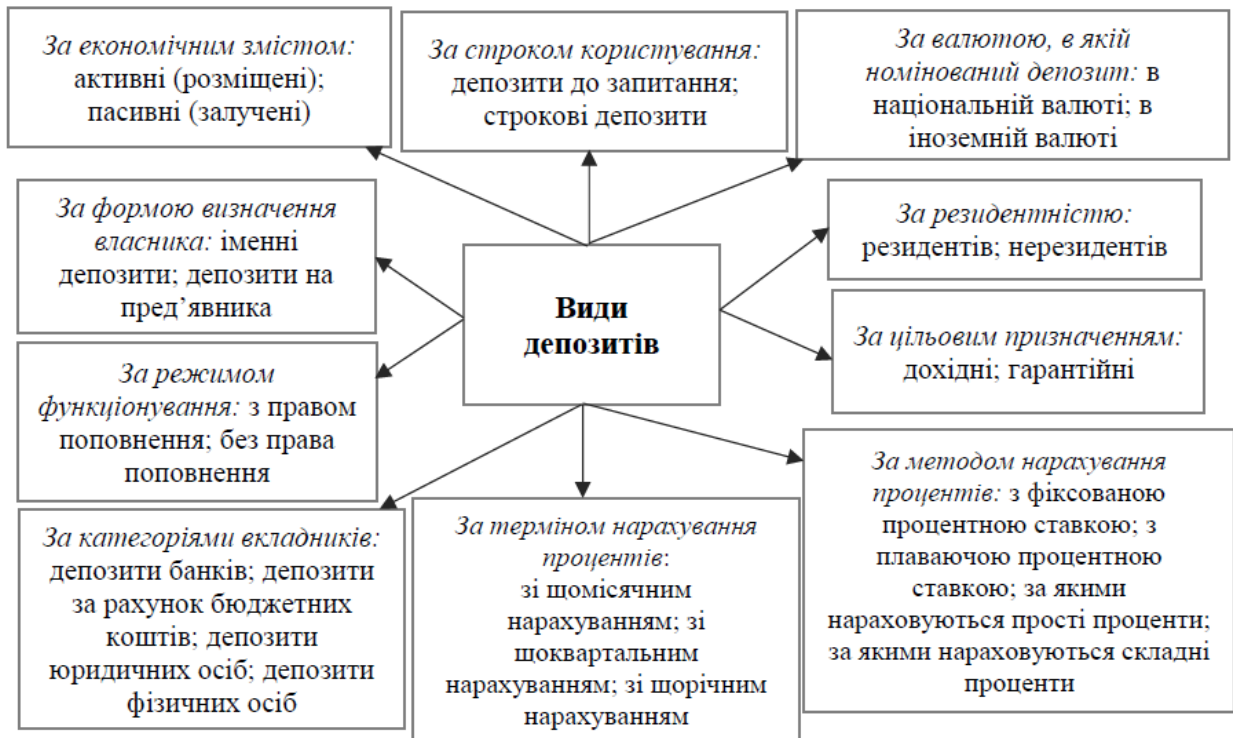 За економічним змістом:
активні (розміщені);
пасивні (залучені)
За строком користування:
депозити до запитання;
строкові депозити
За валютою, в якій
номінований депозит: в
національній валюті; в
іноземній валюті
За формою визначення
власника: іменні
депозити; депозити на
пред’явника
Види
депозитів
За резидентністю:
резидентів; нерезидентів
За цільовим призначенням:
дохідні; гарантійні
За режимом
функціонування: з правом
поповнення; без права
поповнення
За категоріями вкладників:
депозити банків; депозити
за рахунок бюджетних
коштів; депозити
юридичних осіб; депозити
фізичних осіб
За терміном нарахування
процентів:
зі щомісячним
нарахуванням; зі
щоквартальним
нарахуванням; зі щорічним
нарахуванням
За методом нарахування
процентів: з фіксованою
процентною ставкою; з
плаваючою процентною
ставкою; за якими
нараховуються прості проценти;
за якими нараховуються складні
проценти